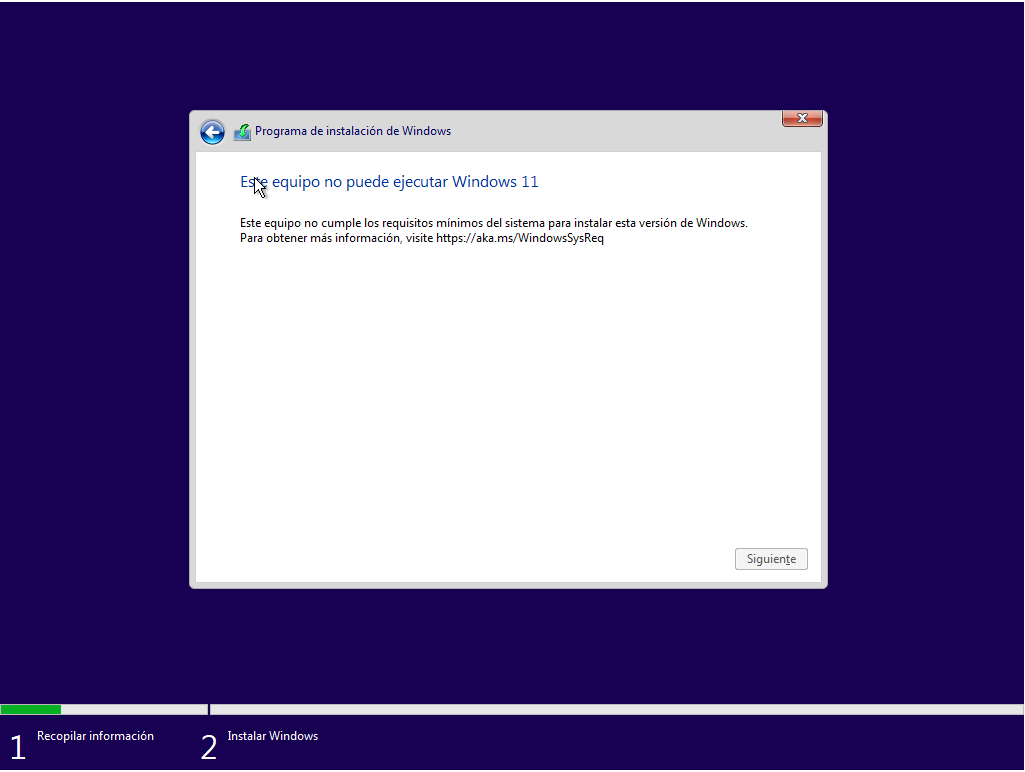 Programa de instalación de Windows
Este equipo no puede ejecutar Windows 11
Este equipo no cumple los requisitos mínimos del sistema para instalar esta versión de Windows.
Para obtener más información, visite https://aka.ms/WindowsSysReq
Siguiente
1 Recopilar información
2 Instalar Windows